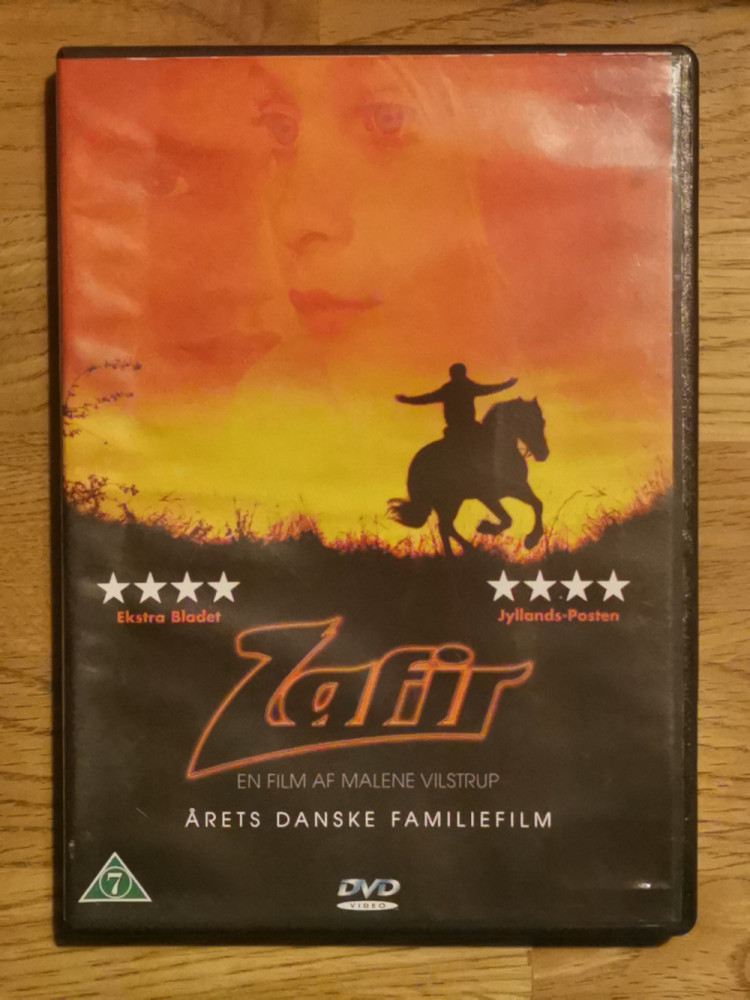 Ekstra Bladet
Jyllands-Posten
Zafir
EN FILM AF MALENE VILSTRUP
ÅRETS DANSKE FAMILIEFILM
7
DVD
VIDEO